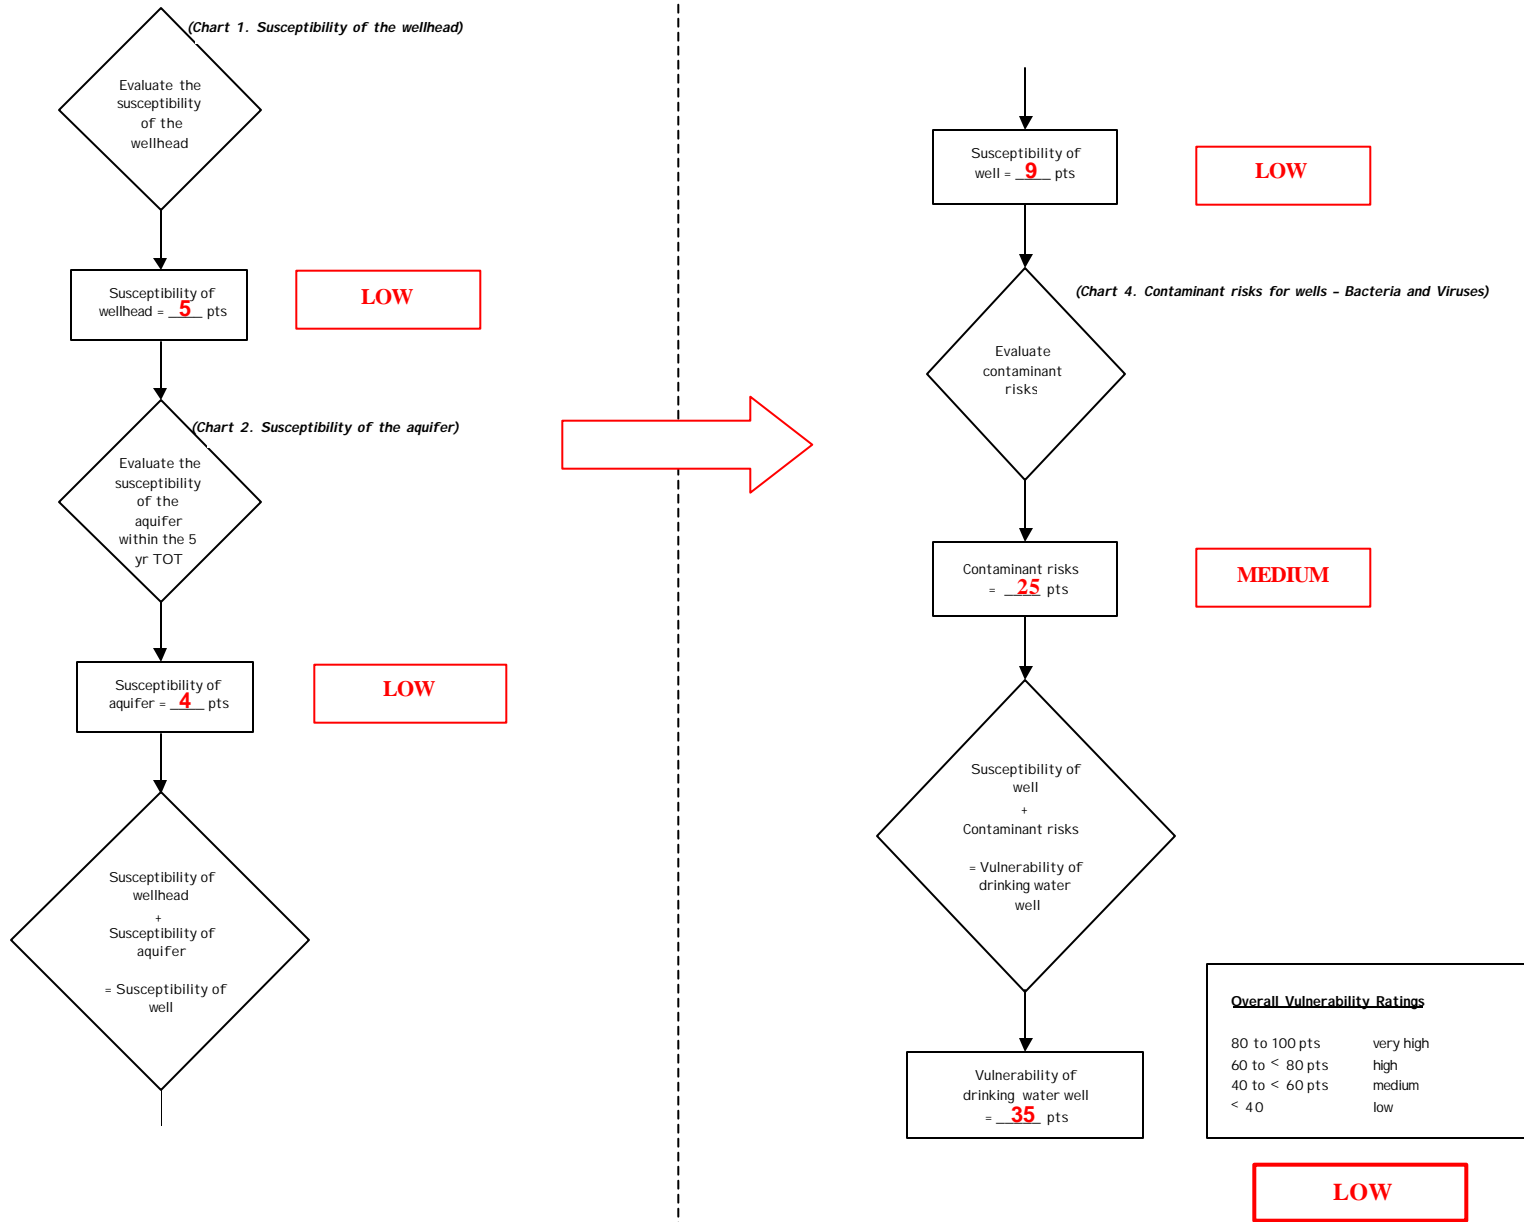 (Chart 1. Susceptibility of the wellhead)
Evaluate the
susceptibility
of the
wellhead
Susceptibility of
wellhead = 5 pts
LOW
(Chart 2. Susceptibility of the aquifer)
Evaluate the
susceptibility
of the
aquifer
within the 5
yr TOT
Susceptibility of
aquifer = 4 pts
LOW
Susceptibility of
wellhead
+
Susceptibility of
aquifer
= Susceptibility of
well
Susceptibility of
well = 9 pts
LOW
(Chart 4. Contaminant risks for wells – Bacteria and Viruses)
Evaluate
contaminant
risks
Contaminant risks
= 25 pts
MEDIUM
Susceptibility of
well
+
Contaminant risks
= Vulnerability of
drinking water
well
Vulnerability of
drinking water well
= 35 pts
Overall Vulnerability Ratings
80 to 100 pts very high
60 to < 80 pts high
40 to < 60 pts medium
< 40 low
LOW